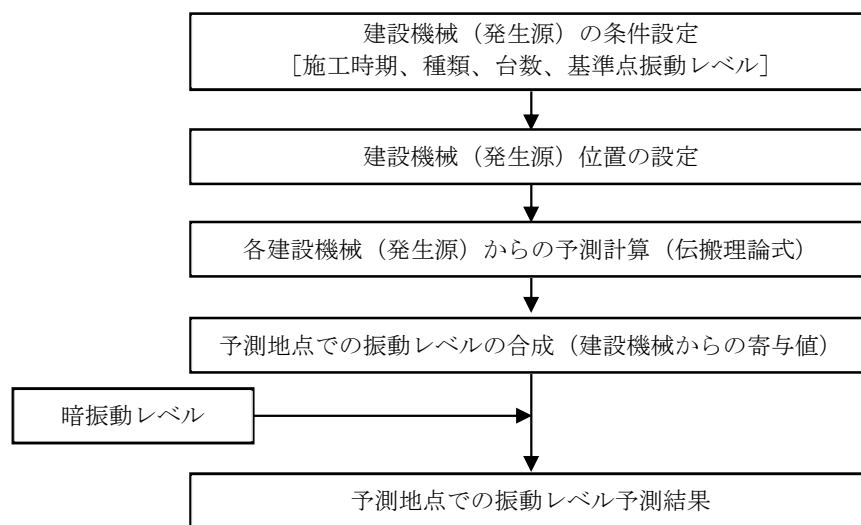 建設機械（発生源）の条件設定
［施工時期、種類、台数、基準点振動レベル］
建設機械（発生源）位置の設定
各建設機械（発生源）からの予測計算（伝搬理論式）
予測地点での振動レベルの合成（建設機械からの寄与値）
暗振動レベル
予測地点での振動レベル予測結果